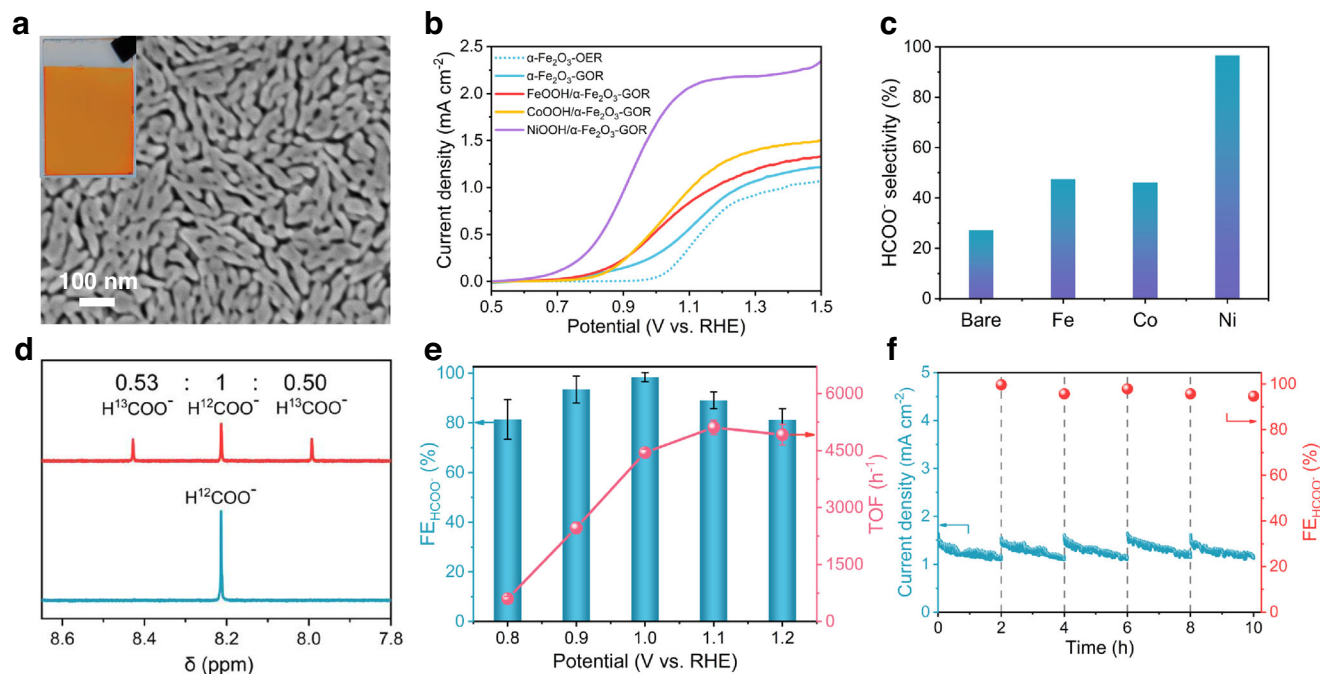 a
100 nm
b
Current density (mA cm⁻²)
2.5
2.0
1.5
1.0
0.5
0.0
α-Fe₂O₃-OER
α-Fe₂O₃-GOR
FeOOH/α-Fe₂O₃-GOR
CoOOH/α-Fe₂O₃-GOR
NiOOH/α-Fe₂O₃-GOR
0.5 0.7 0.9 1.1 1.3 1.5
Potential (V vs. RHE)
c
HCOO⁻ selectivity (%)
100
80
60
40
20
0
Bare Fe Co Ni
d
0.53 : 1 : 0.50
H¹³COO⁻ H¹²COO⁻ H¹³COO⁻
H¹²COO⁻
8.6 8.4 8.2 8.0 7.8
δ (ppm)
e
FE_HCOO⁻ (%)
100
80
60
40
20
0
6000
4500
3000
1500
0
TOF (h⁻¹)
0.8 0.9 1.0 1.1 1.2
Potential (V vs. RHE)
f
Current density (mA cm⁻²)
5
4
3
2
1
0
100
80
60
40
20
0
FE_HCOO⁻ (%)
0 2 4 6 8 10
Time (h)